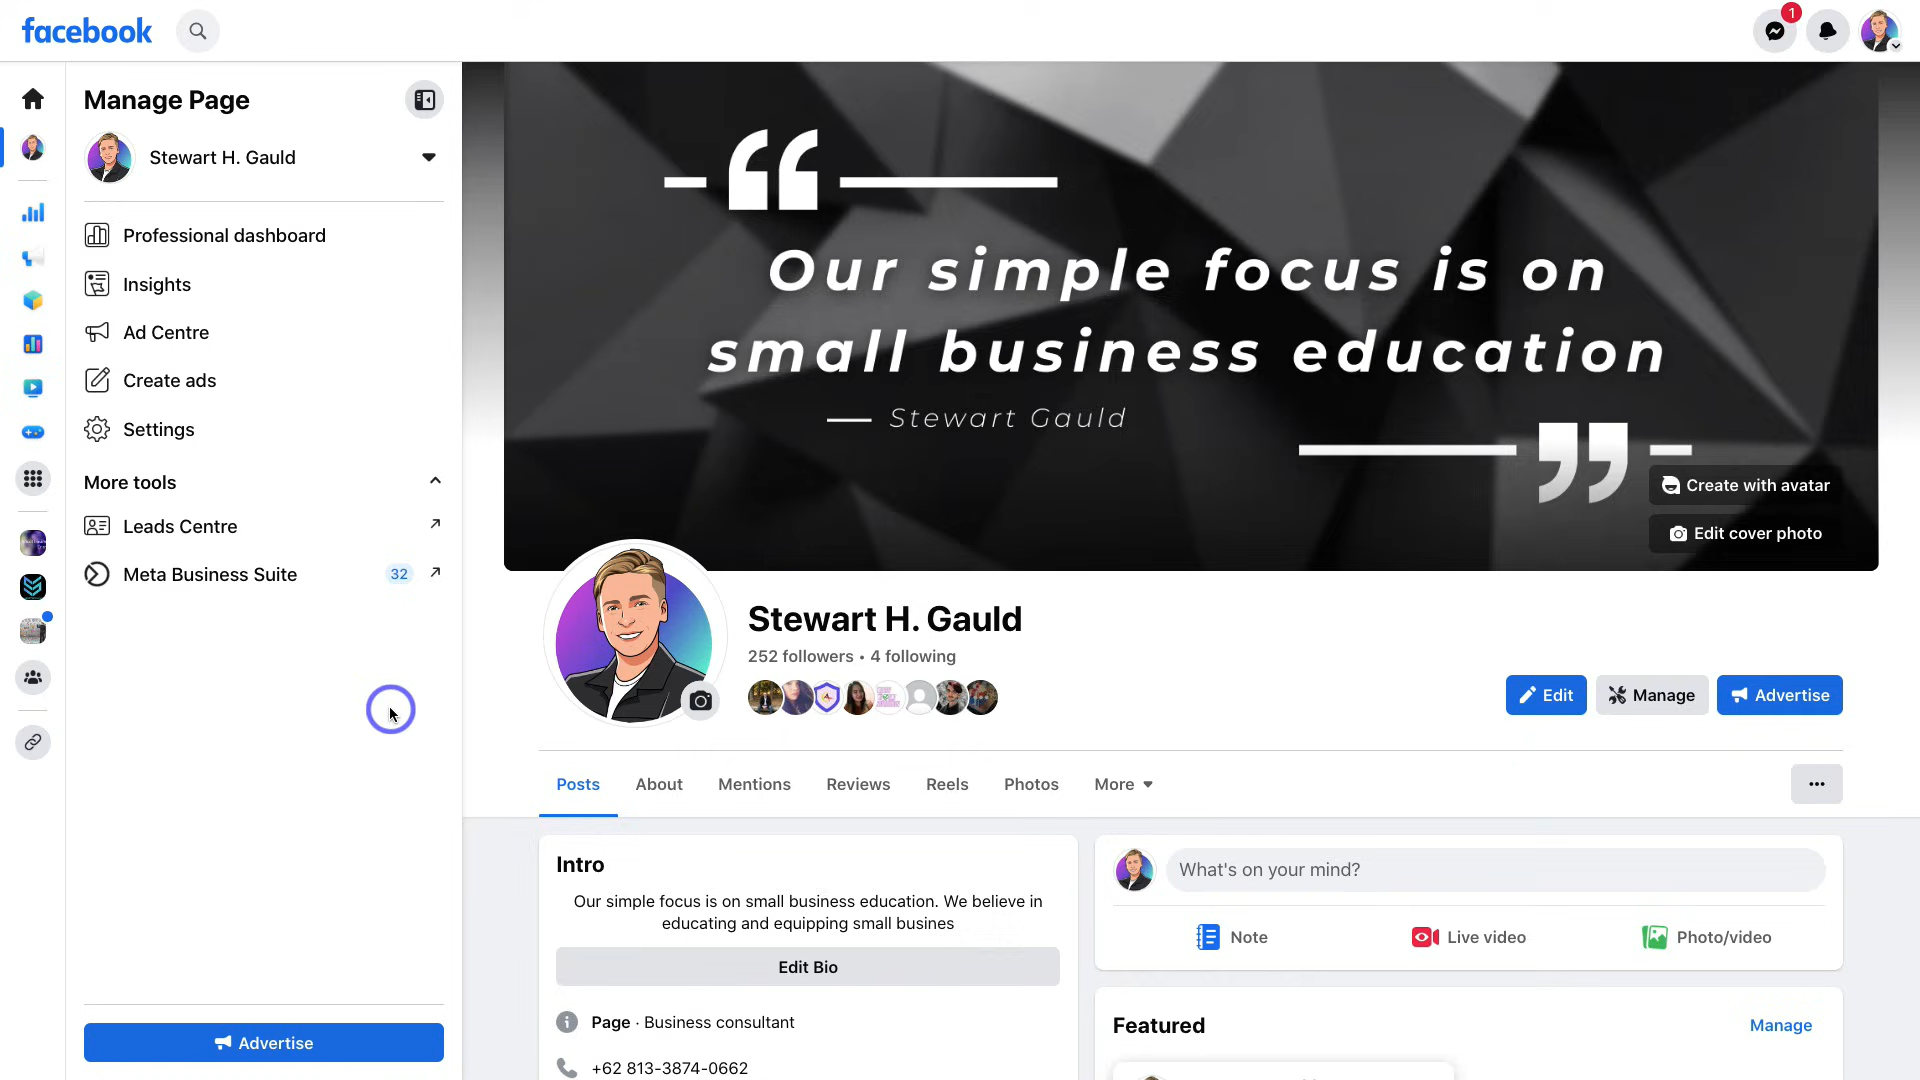 facebook
1
Manage Page
Stewart H. Gauld
Professional dashboard
Insights
Ad Centre
Create ads
Settings
More tools
Leads Centre
Meta Business Suite 32
Advertise
“
Our simple focus is on
small business education
— Stewart Gauld
”
Create with avatar
Edit cover photo
Stewart H. Gauld
252 followers • 4 following
Edit
Manage
Advertise
Posts About Mentions Reviews Reels Photos More
Intro
Our simple focus is on small business education. We believe in
educating and equipping small busines
Edit Bio
Page · Business consultant
+62 813-3874-0662
What's on your mind?
Note Live video Photo/video
Featured Manage